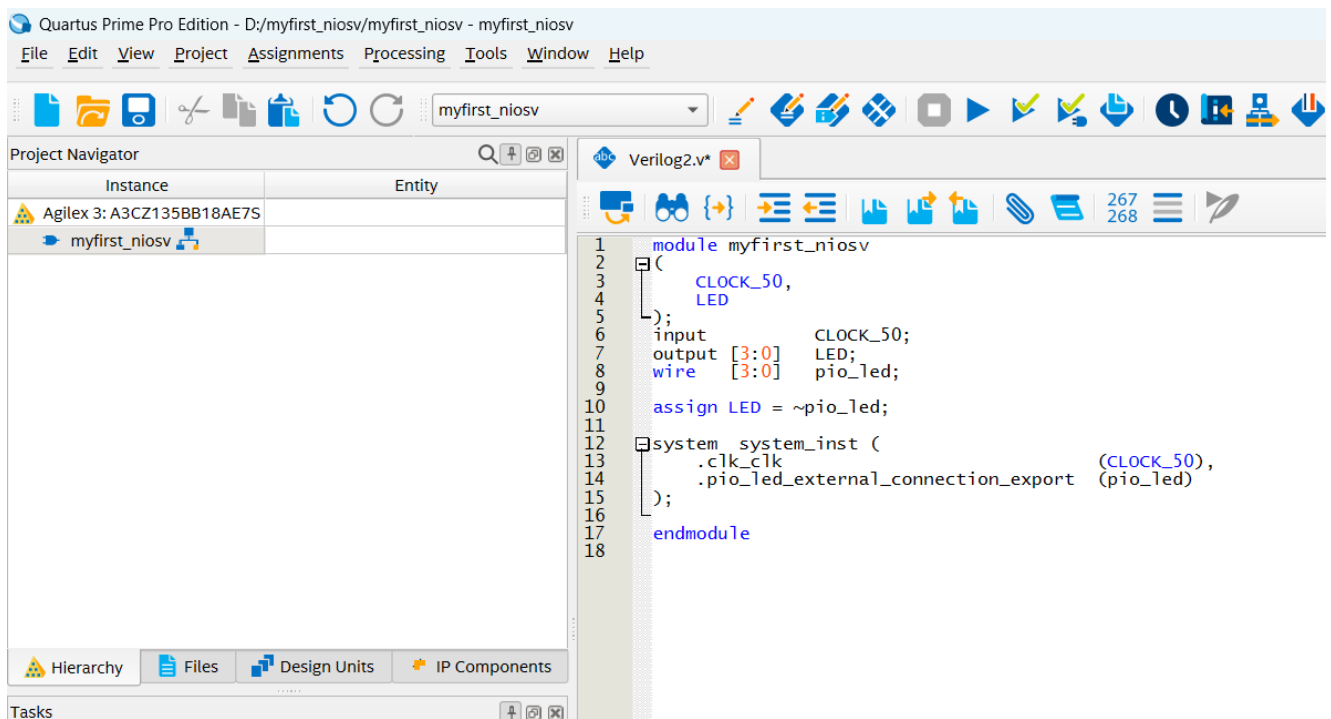 Quartus Prime Pro Edition - D:/myfirst_niosv/myfirst_niosv - myfirst_niosv
File Edit View Project Assignments Processing Tools Window Help
myfirst_niosv
Project Navigator
Instance Entity
Agilex 3: A3CZ135BB18AE7S
myfirst_niosv
Hierarchy Files Design Units IP Components
Tasks
abc Verilog2.v*
267
268
1 module myfirst_niosv
2 (
3 CLOCK_50,
4 LED
5 );
6 input CLOCK_50;
7 output [3:0] LED;
8 wire [3:0] pio_led;
9
10 assign LED = ~pio_led;
11
12 system system_inst (
13 .clk_clk (CLOCK_50),
14 .pio_led_external_connection_export (pio_led)
15 );
16
17 endmodule
18